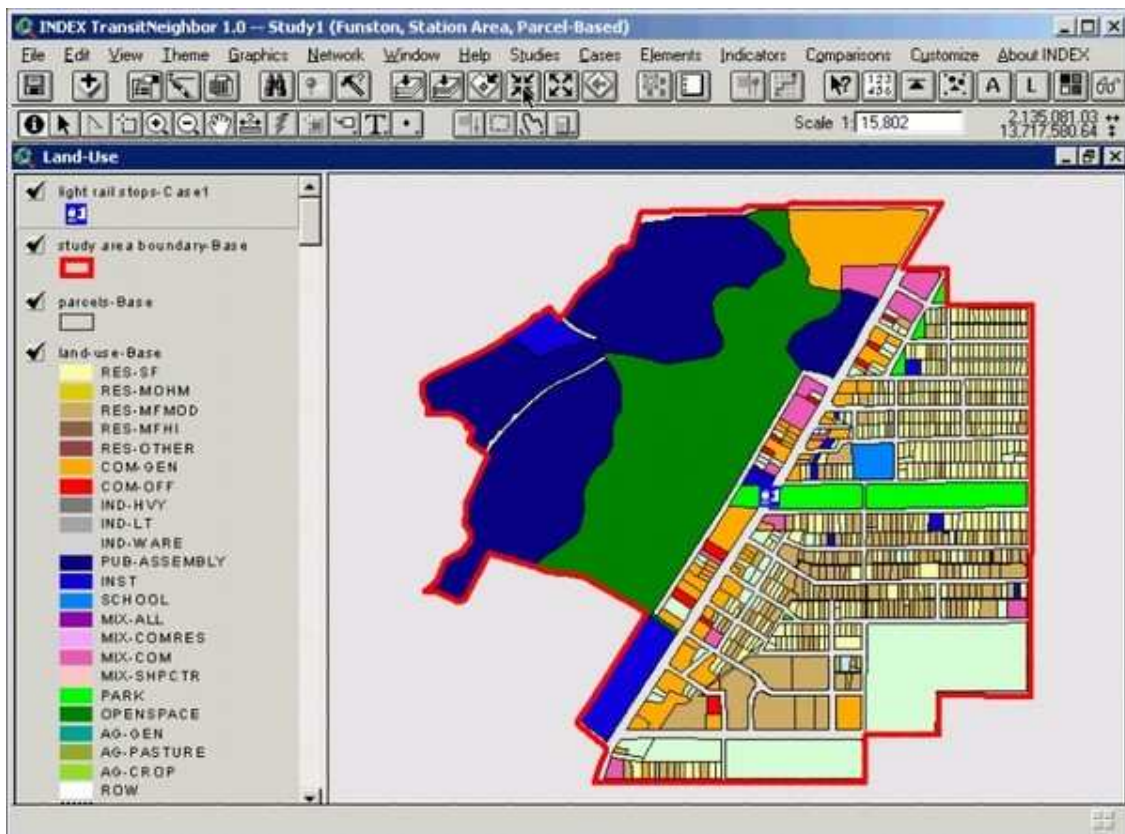 INDEX TransitNeighbor 1.0 -- Study1 (Funston, Station Area, Parcel-Based)
File Edit View Theme Graphics Network Window Help Studies Cases Elements Indicators Comparisons Customize About INDEX
A L
T Scale 1: 15,802 2,135,081.03
13,717,580.64
Land-Use
light rail stops-Case1
#1
study area boundary-Base
parcels-Base
land-use-Base
RES-SF
RES-MOHM
RES-MFMOD
RES-MFHI
RES-OTHER
COM-GEN
COM-OFF
IND-HVY
IND-LT
IND-WARE
PUB-ASSEMBLY
INST
SCHOOL
MIX-ALL
MIX-COMRES
MIX-COM
MIX-SHPCTR
PARK
OPENSPACE
AG-GEN
AG-PASTURE
AG-CROP
ROW